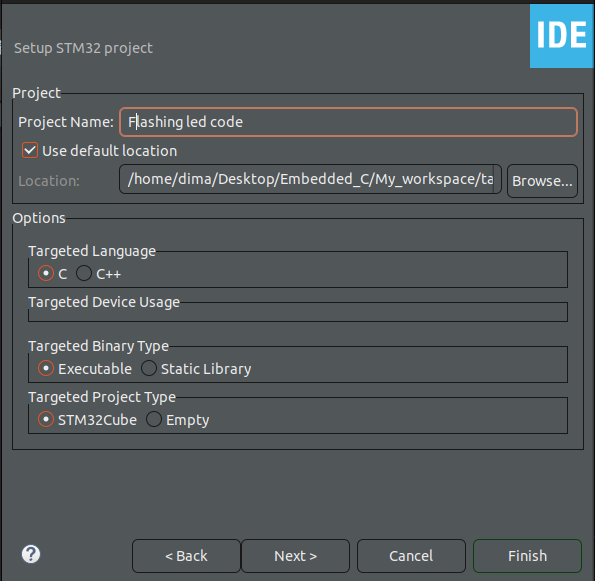 IDE
Setup STM32 project
Project
Project Name: Flashing led code
Use default location
Location: /home/dima/Desktop/Embedded_C/My_workspace/ta Browse...
Options
Targeted Language
C C++
Targeted Device Usage
Targeted Binary Type
Executable Static Library
Targeted Project Type
STM32Cube Empty
? < Back Next > Cancel Finish